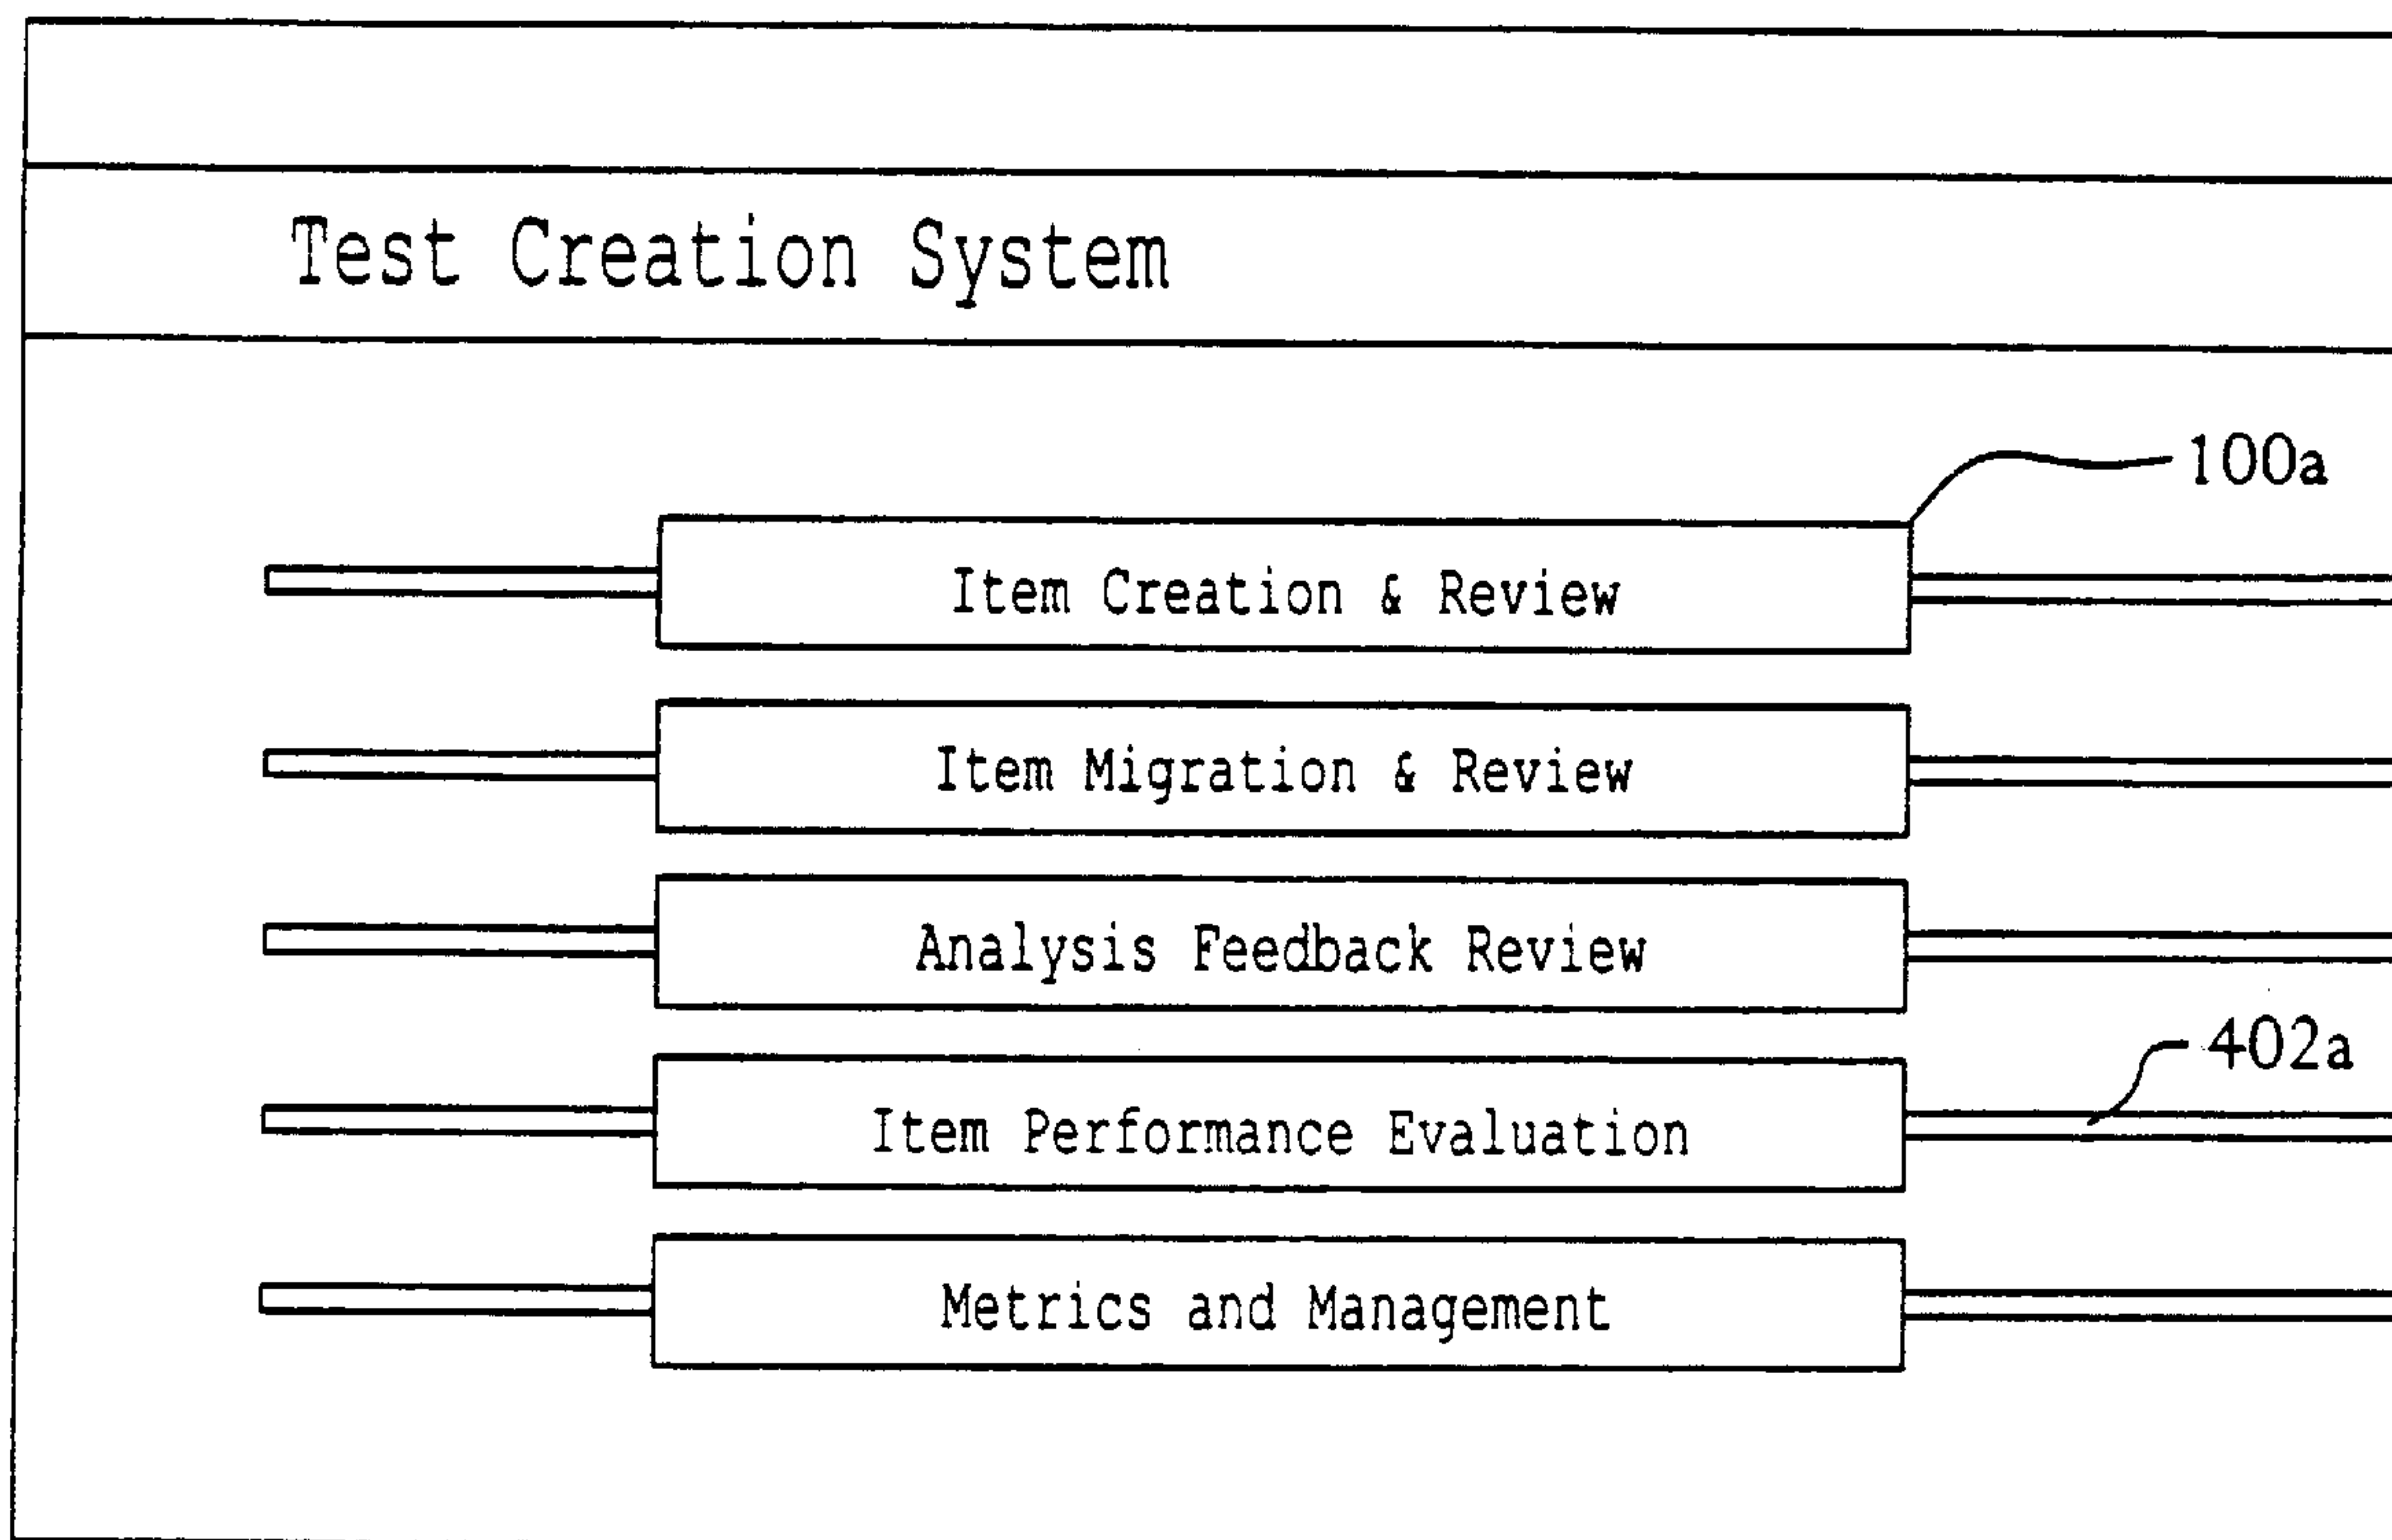 Test Creation System
100a
Item Creation & Review
Item Migration & Review
Analysis Feedback Review
402a
Item Performance Evaluation
Metrics and Management